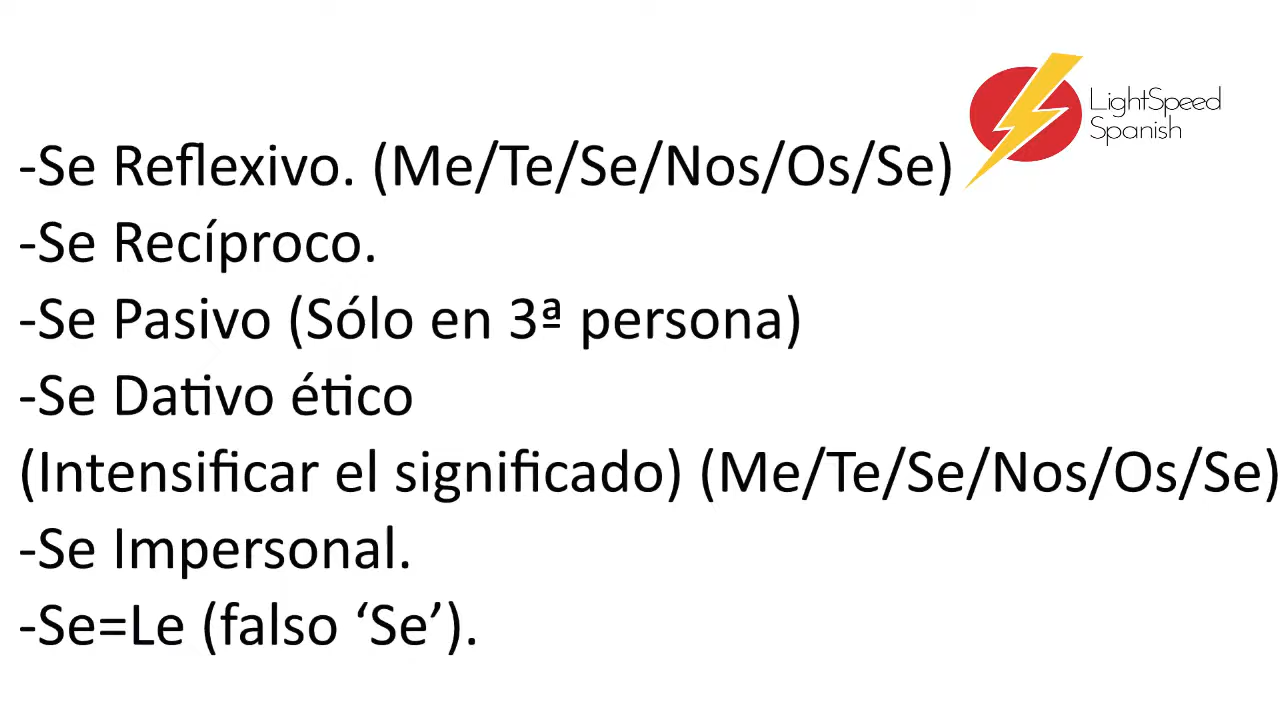 LightSpeed
Spanish
-Se Reflexivo. (Me/Te/Se/Nos/Os/Se)
-Se Recíproco.
-Se Pasivo (Sólo en 3ª persona)
-Se Dativo ético
(Intensificar el significado) (Me/Te/Se/Nos/Os/Se)
-Se Impersonal.
-Se=Le (falso ‘Se’).